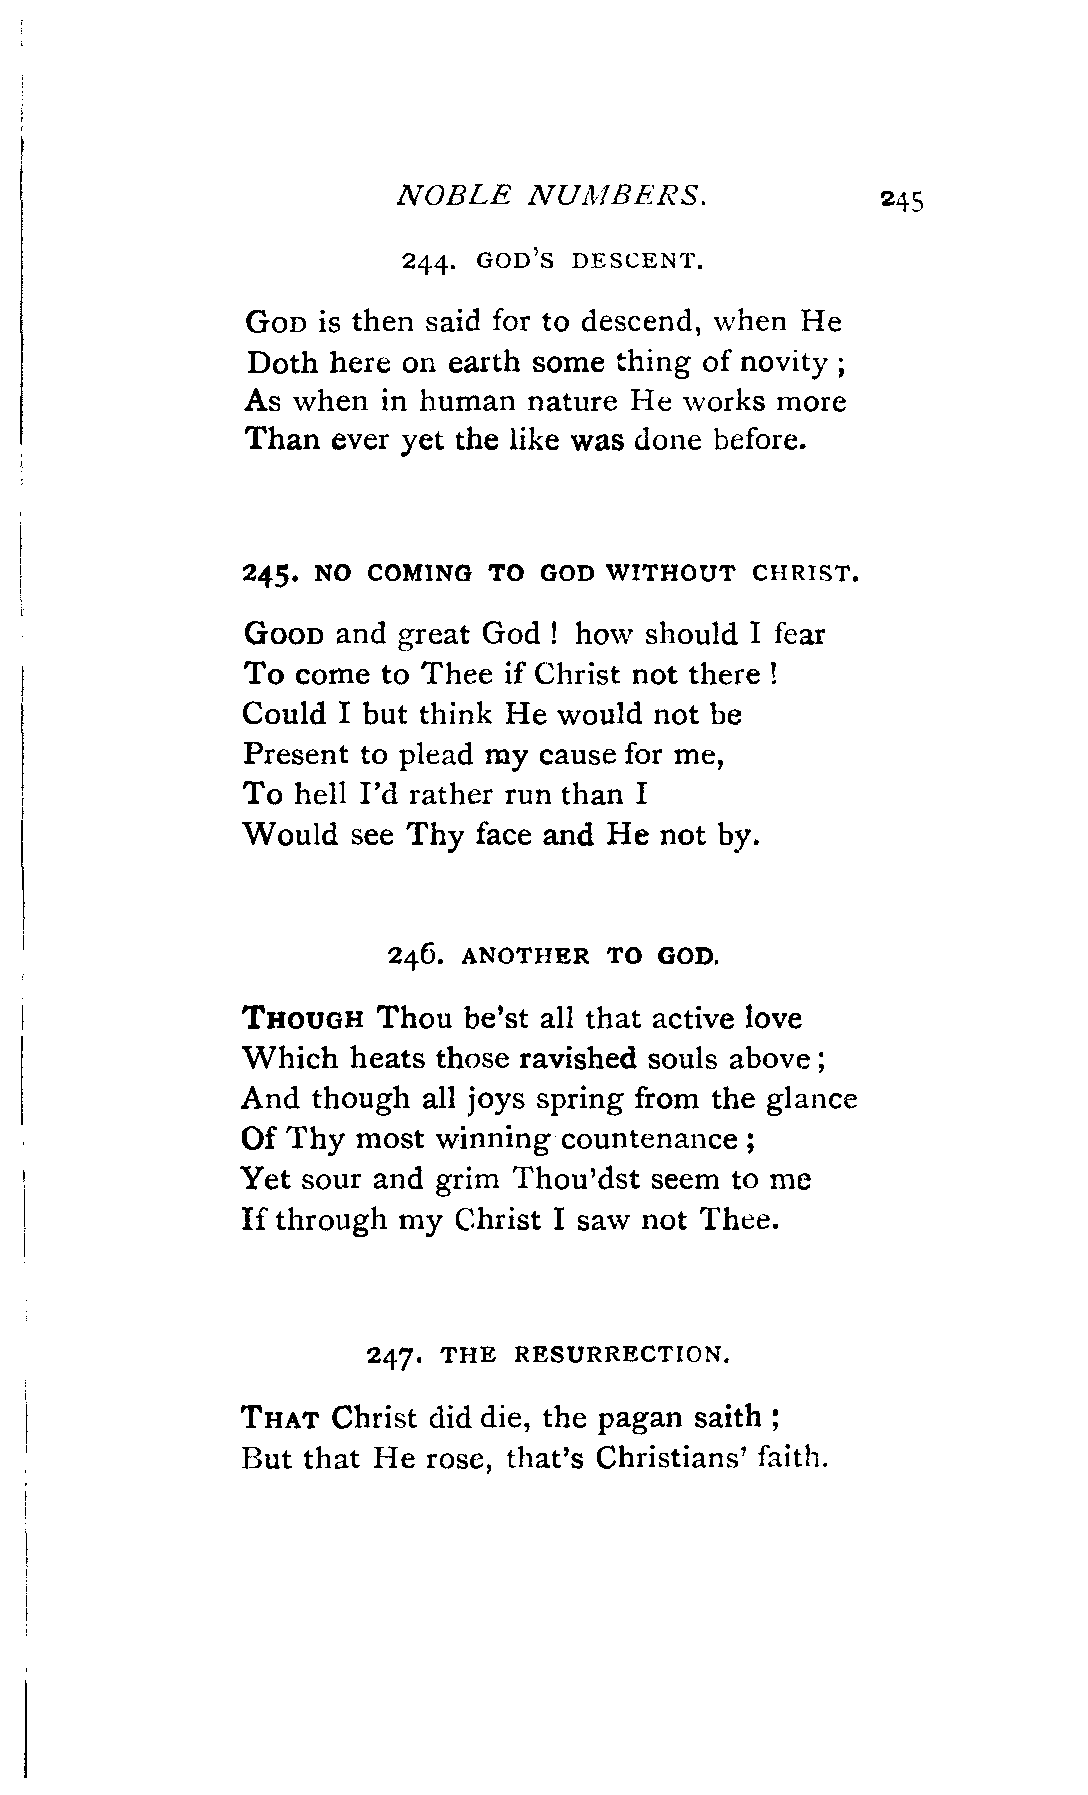 NOBLE NUMBERS. 245
244. GOD'S DESCENT.
GOD is then said for to descend, when He
Doth here on earth some thing of novity ;
As when in human nature He works more
Than ever yet the like was done before.
245. NO COMING TO GOD WITHOUT CHRIST.
GOOD and great God ! how should I fear
To come to Thee if Christ not there !
Could I but think He would not be
Present to plead my cause for me,
To hell I'd rather run than I
Would see Thy face and He not by.
246. ANOTHER TO GOD.
THOUGH Thou be'st all that active love
Which heats those ravished souls above ;
And though all joys spring from the glance
Of Thy most winning countenance ;
Yet sour and grim Thou'dst seem to me
If through my Christ I saw not Thee.
247. THE RESURRECTION.
THAT Christ did die, the pagan saith ;
But that He rose, that's Christians' faith.